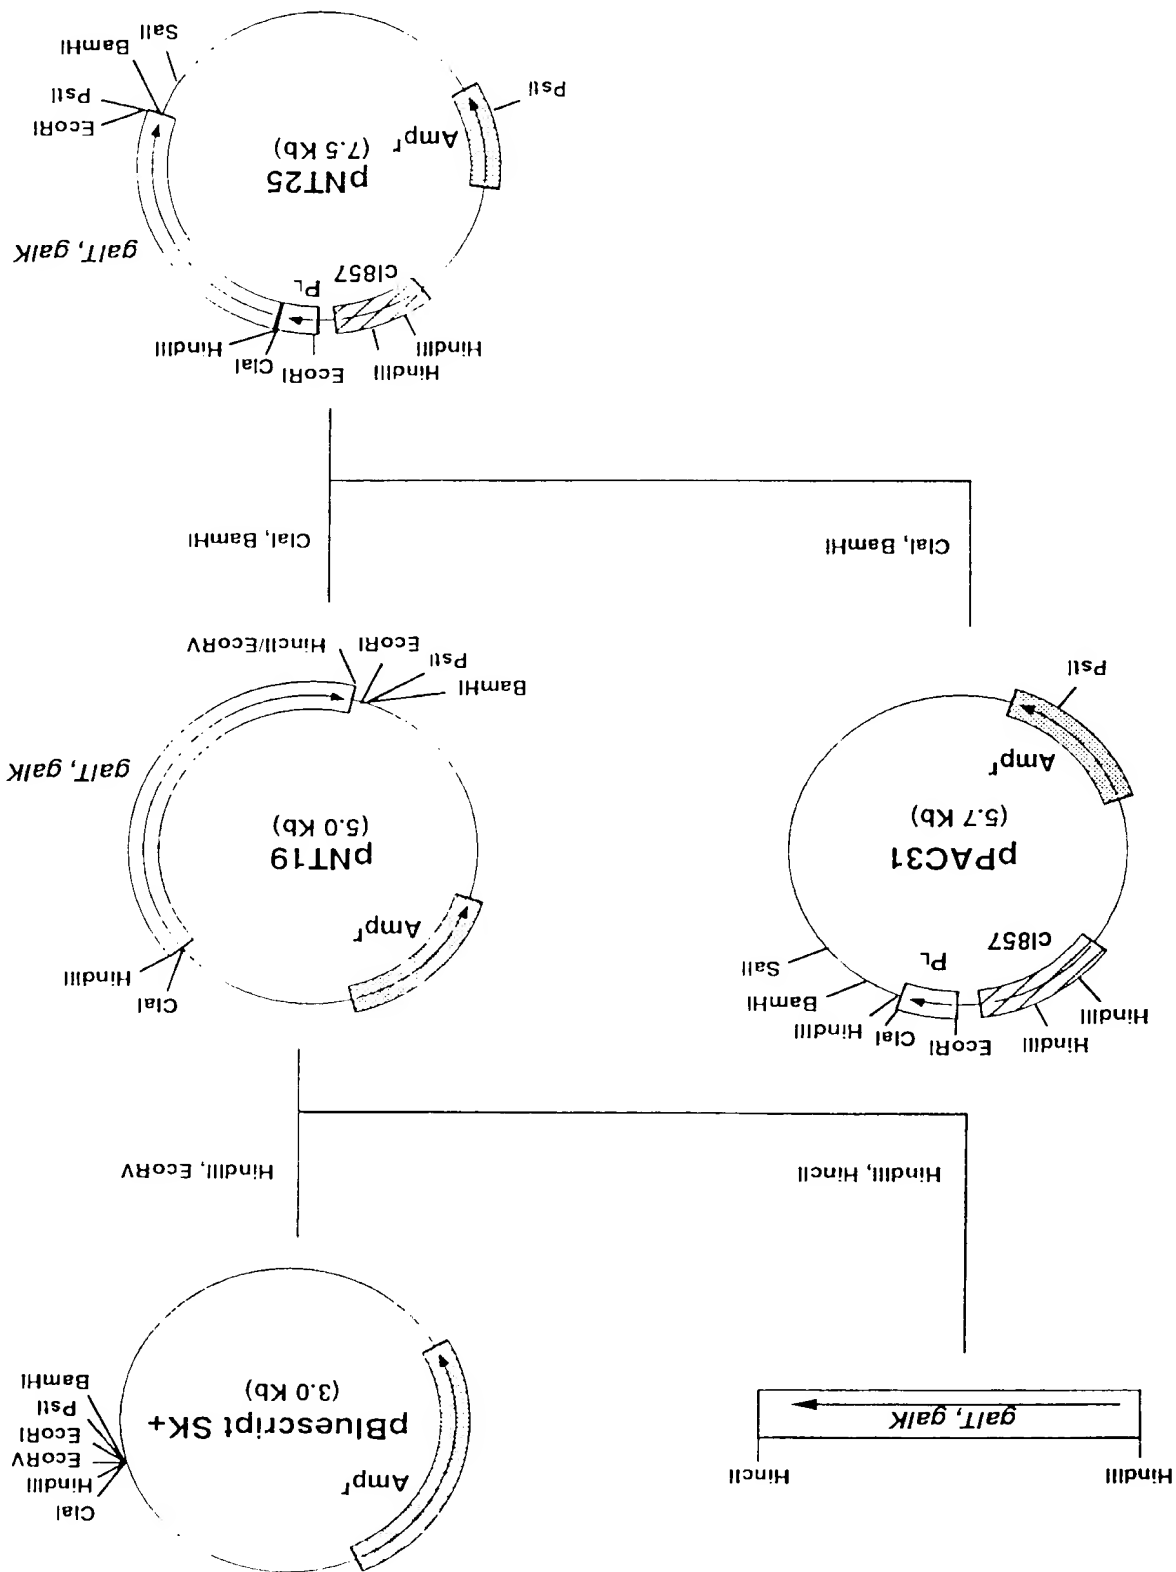 HindIII
HincII
galT, galK
Amp r
pBluescript SK+
(3.0 Kb)
ClaI
HindIII
EcoRV
EcoRI
PstI
BamHI
HindIII, HincII
HindIII, EcoRV
HindIII
HindIII
EcoRI
ClaI
HindIII
BamHI
SalI
cI857
PL
pPAC31
(5.7 Kb)
Amp r
PstI
ClaI
HindIII
Amp r
pNT19
(5.0 Kb)
galT, galK
BamHI
PstI
EcoRI
HincII/EcoRV
ClaI, BamHI
ClaI, BamHI
HindIII
HindIII
EcoRI
ClaI
HindIII
cI857
PL
galT, galK
pNT25
(7.5 Kb)
Amp r
PstI
EcoRI
PstI
BamHI
SalI